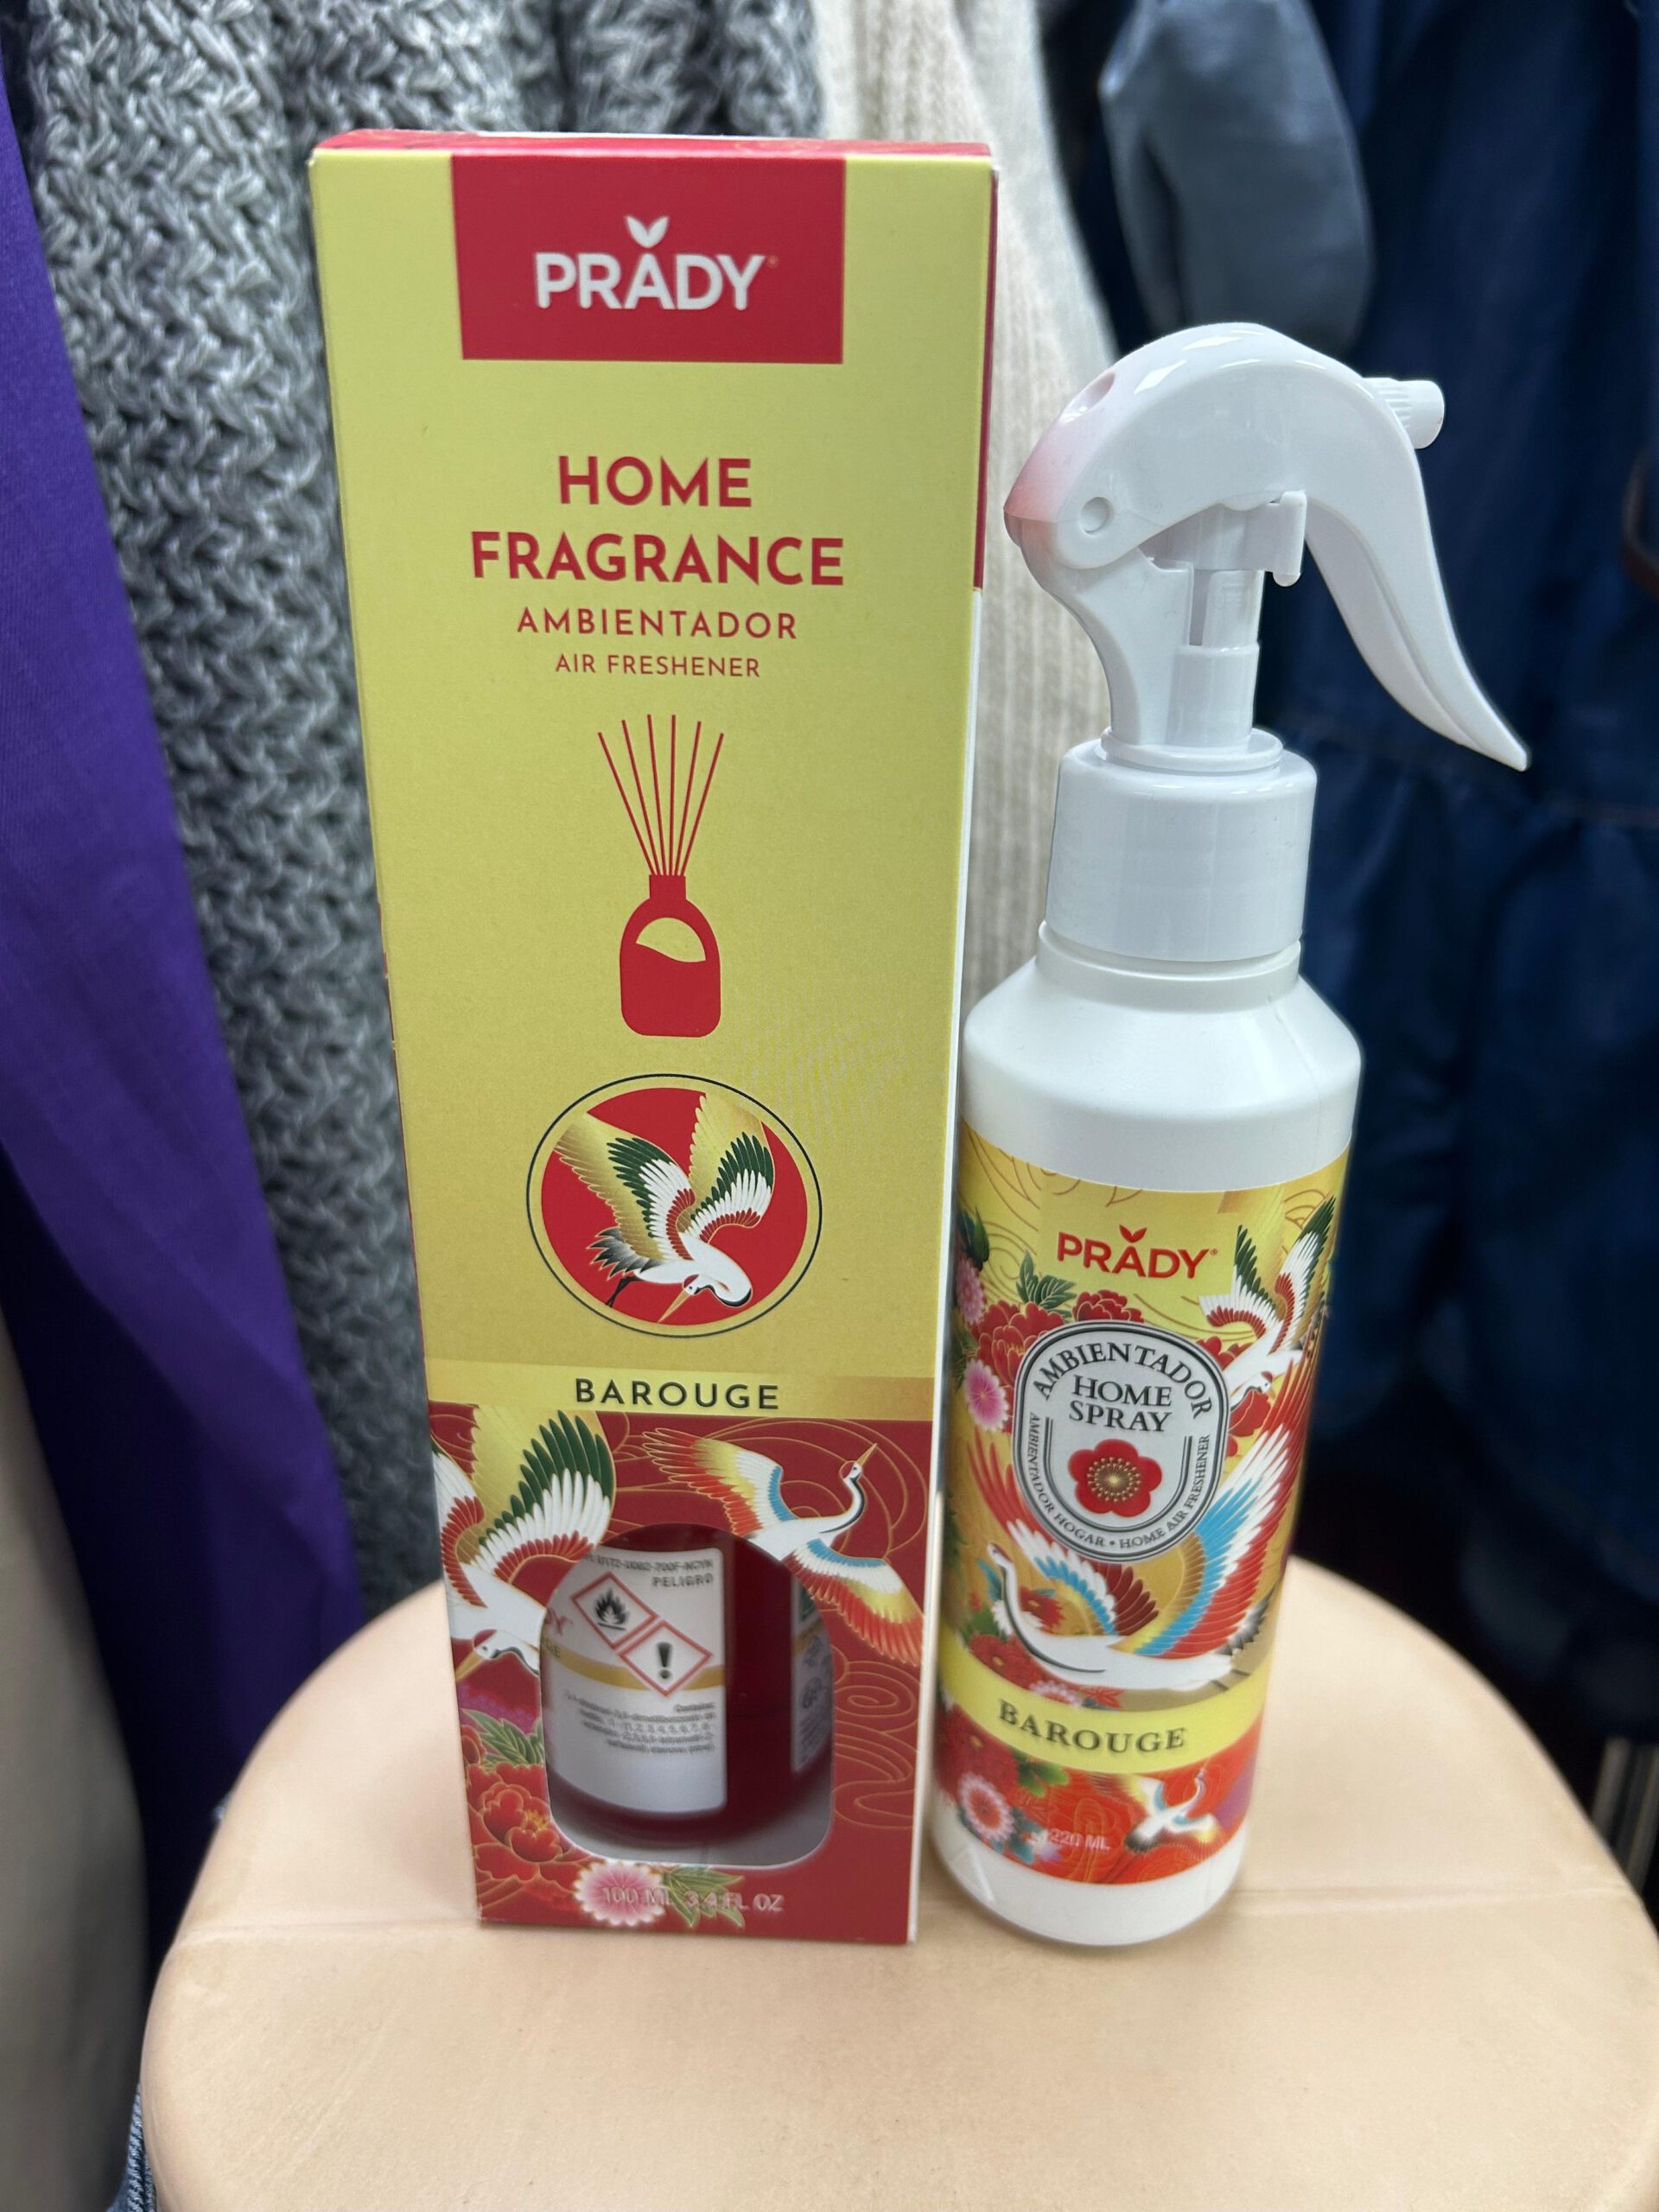 PRADY
HOME
FRAGRANCE
AMBIENTADOR
AIR FRESHENER
BAROUGE
PELIGRO
100 ML 3.4 FL OZ
PRADY
AMBIENTADOR
HOME
SPRAY
AMBIENTADOR HOGAR • HOME AIR FRESHENER
BAROUGE
220 ML